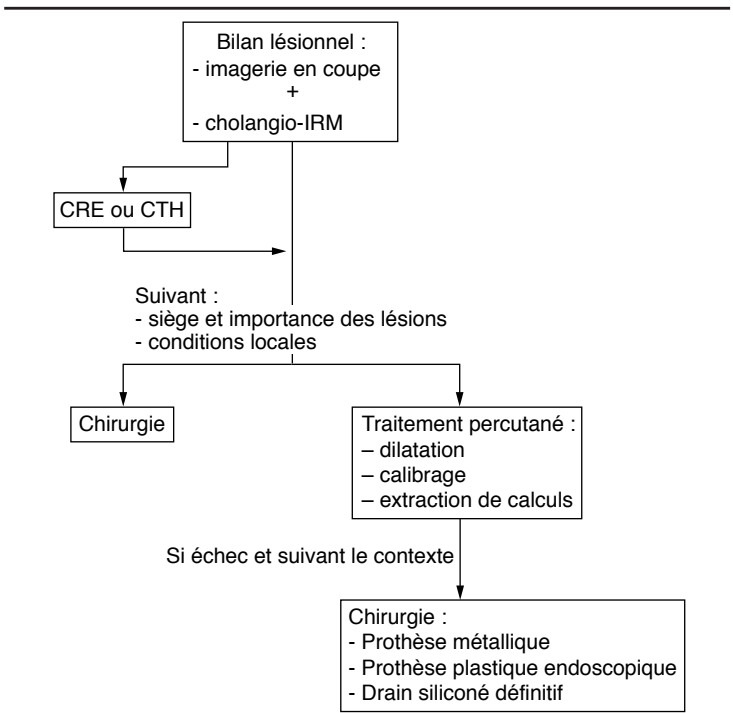 Bilan lésionnel :
- imagerie en coupe
+
- cholangio-IRM
CRE ou CTH
Suivant :
- siège et importance des lésions
- conditions locales
Chirurgie
Traitement percutané :
– dilatation
– calibrage
– extraction de calculs
Si échec et suivant le contexte
Chirurgie :
- Prothèse métallique
- Prothèse plastique endoscopique
- Drain siliconé définitif